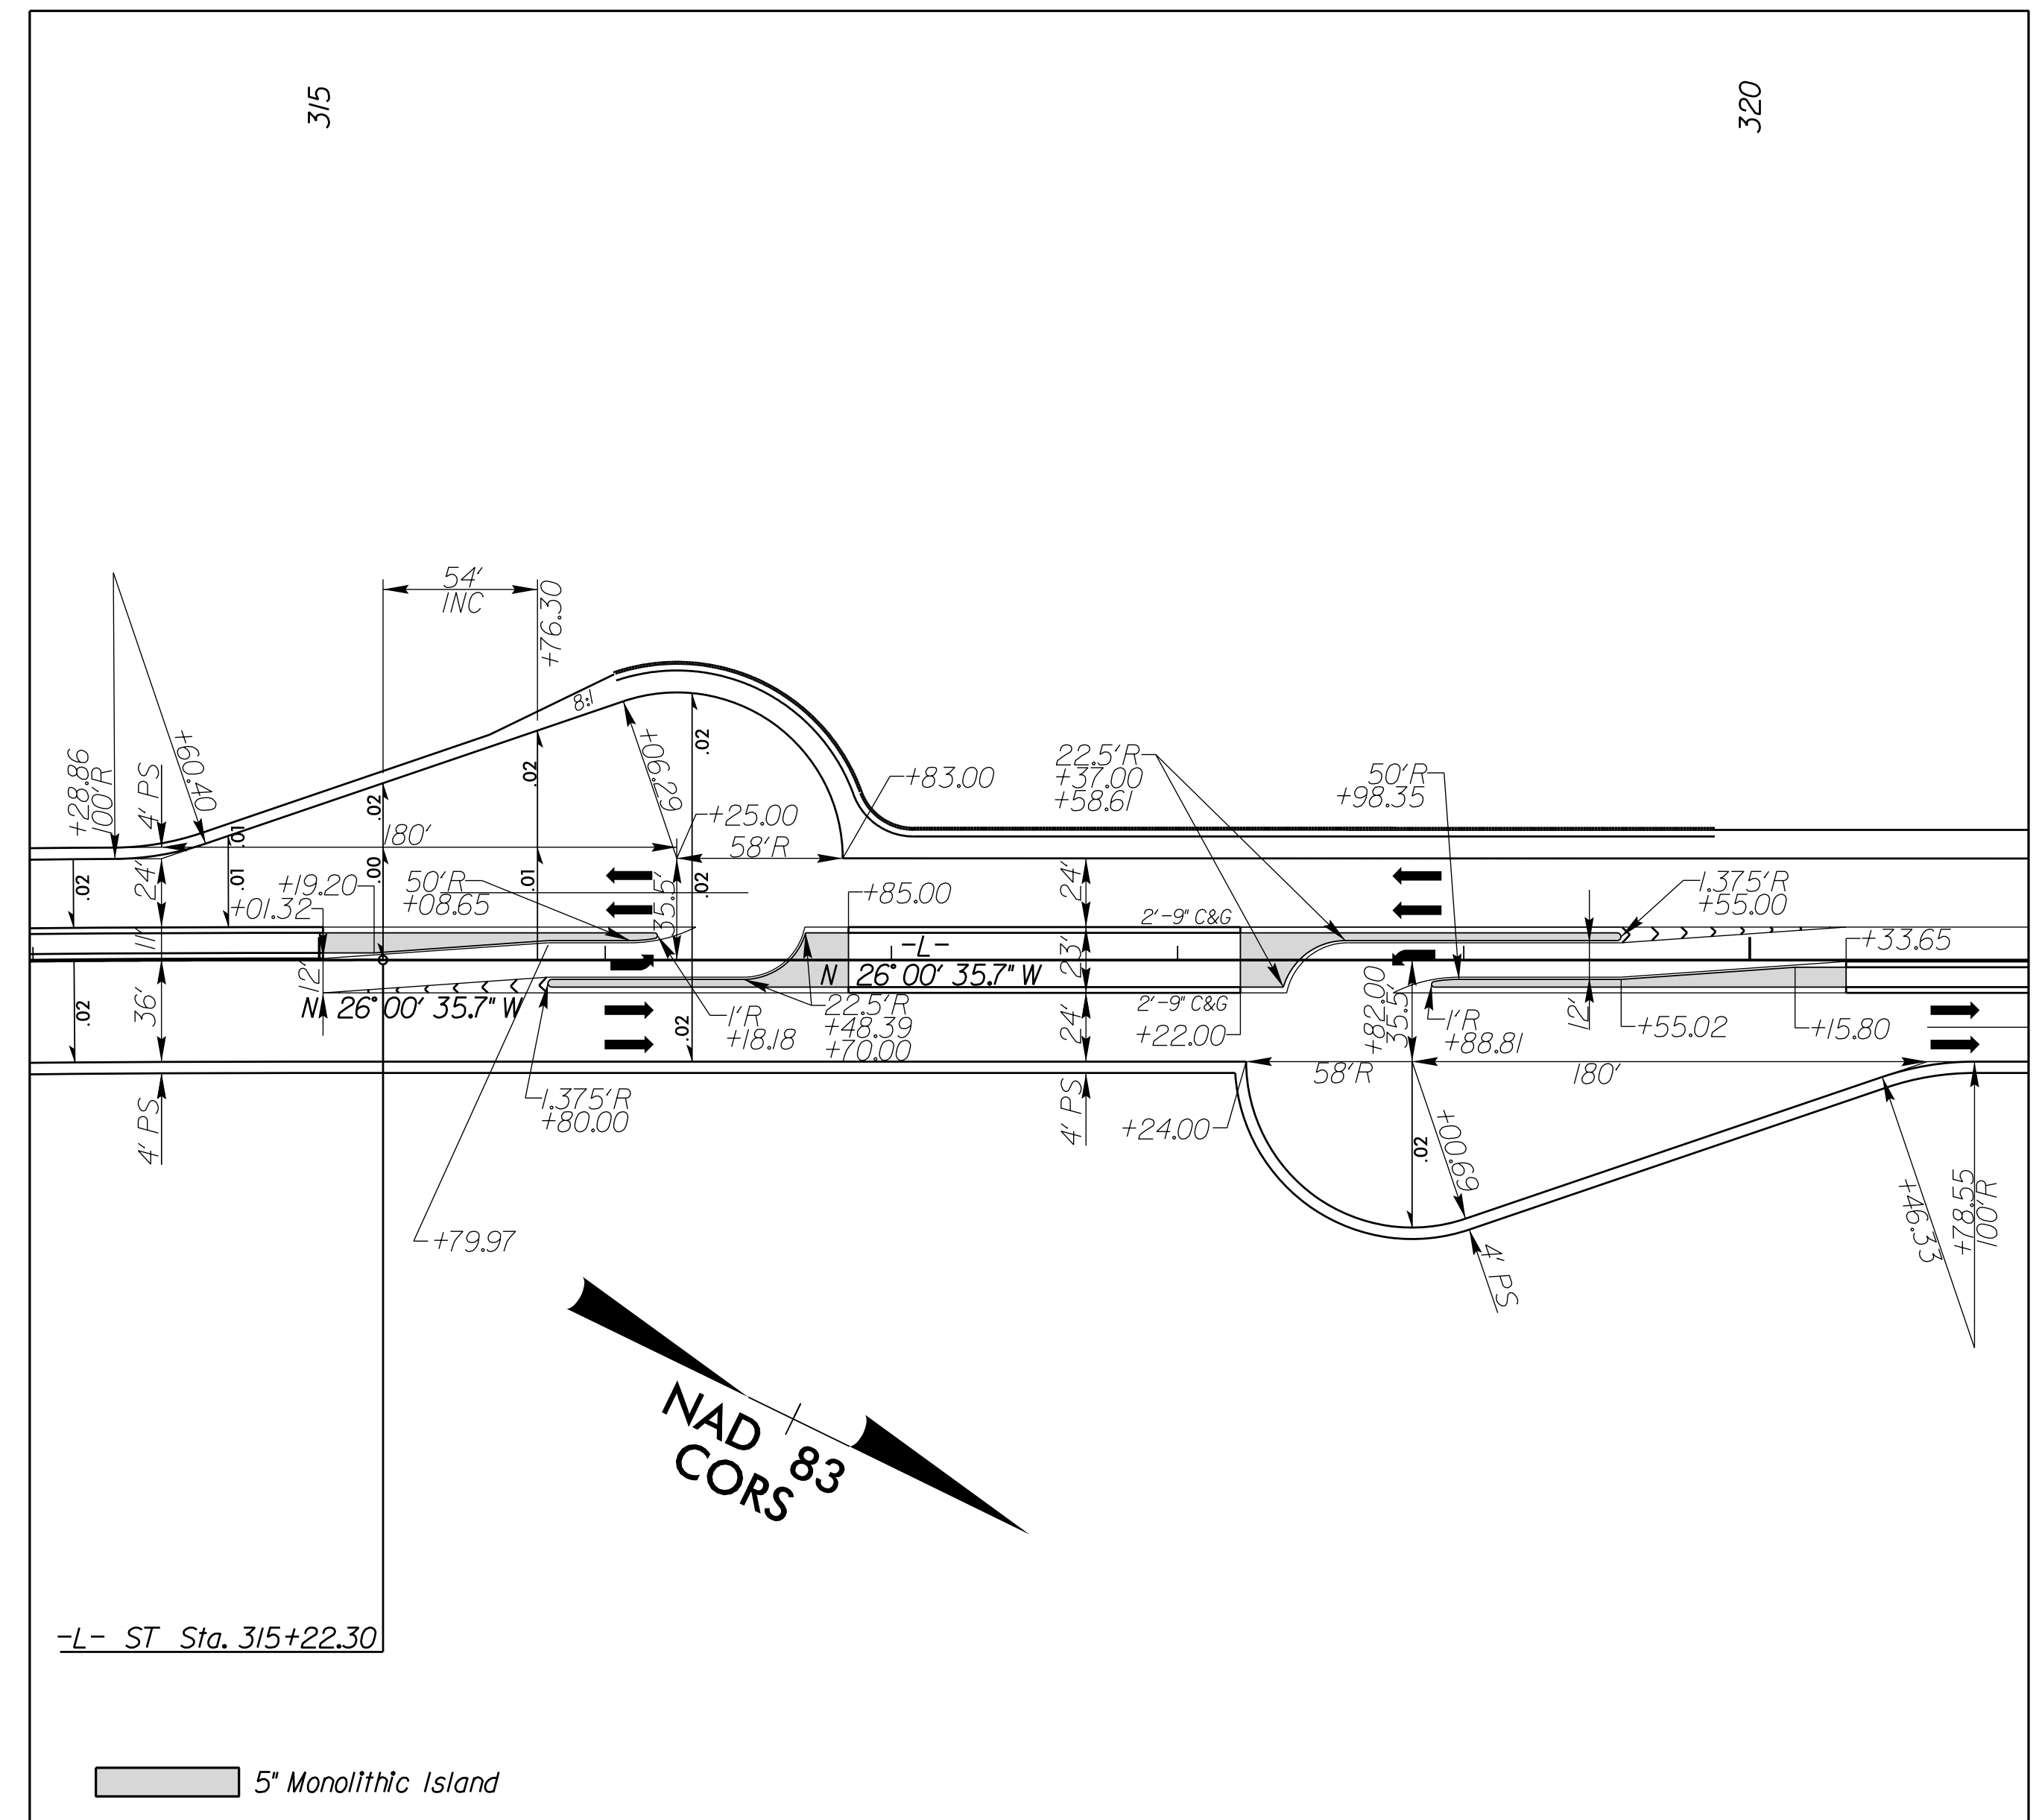 315
320
54'
INC
+76.30
8:1
+28.86
100'R
4' PS
+60.40
.02
.01
.02
.02
+06.29
.02
+83.00
22.5'R
+37.00
+58.61
50'R
+98.35
180'
+25.00
58'R
.02
24'
.01
.00
.01
+19.20
+01.32
50'R
+08.65
35.5'
.02
+85.00
24'
2'-9" C&G
1.375'R
+55.00
11'
-L-
23'
+33.65
12'
N 26° 00' 35.7" W
N 26° 00' 35.7" W
.02
36'
.02
1'R
+18.18
22.5'R
+48.39
+70.00
24'
2'-9" C&G
+22.00
+82.00
35.5'
1'R
+88.81
12'
+55.02
+15.80
58'R
180'
4' PS
1.375'R
+80.00
4' PS
+24.00
.02
+00.69
+79.97
4' PS
+46.33
+78.55
100'R
NAD 83
CORS
-L- ST Sta. 315+22.30
5" Monolithic Island